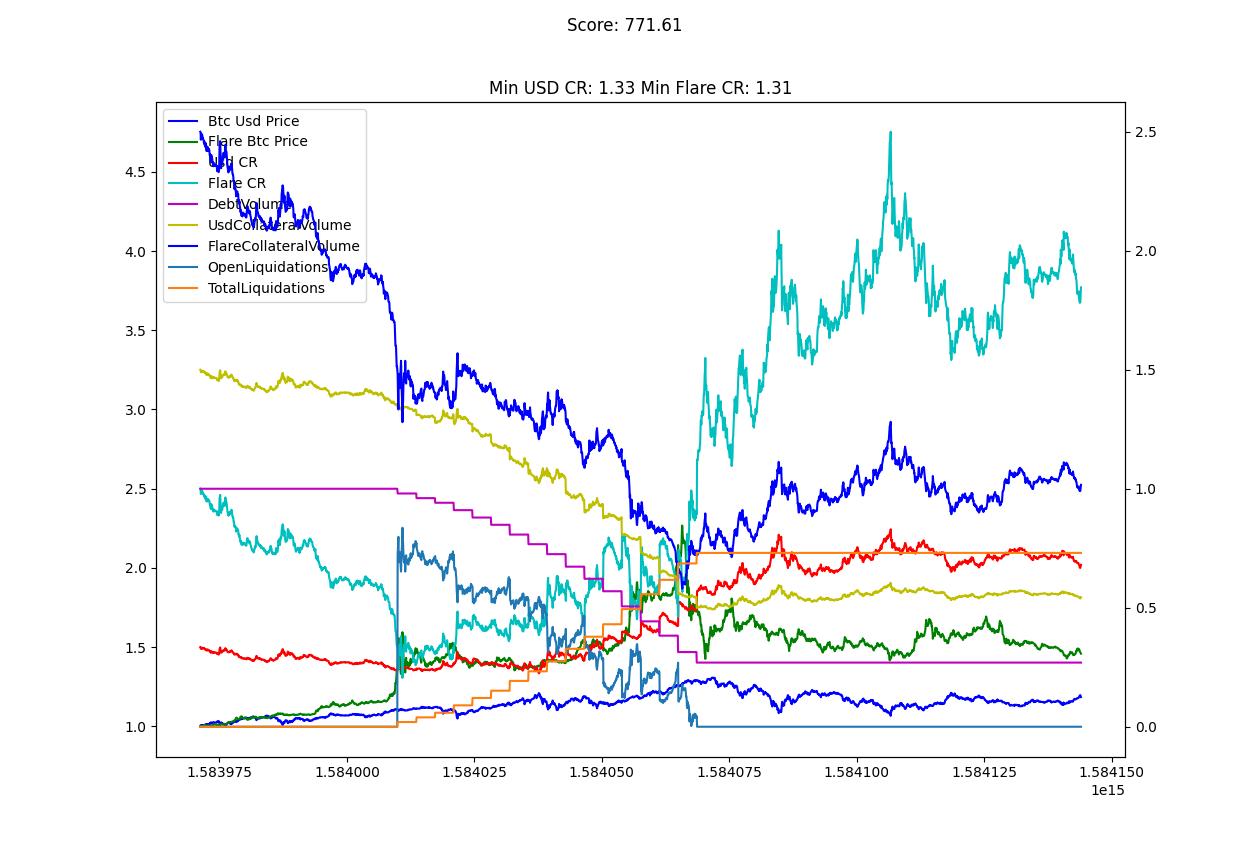 Score: 771.61
Min USD CR: 1.33 Min Flare CR: 1.31
Btc Usd Price
Flare Btc Price
Usd CR
Flare CR
DebtVolume
UsdCollateralVolume
FlareCollateralVolume
OpenLiquidations
TotalLiquidations
4.5
4.0
3.5
3.0
2.5
2.0
1.5
1.0
2.5
2.0
1.5
1.0
0.5
0.0
1.583975
1.584000
1.584025
1.584050
1.584075
1.584100
1.584125
1.584150
1e15